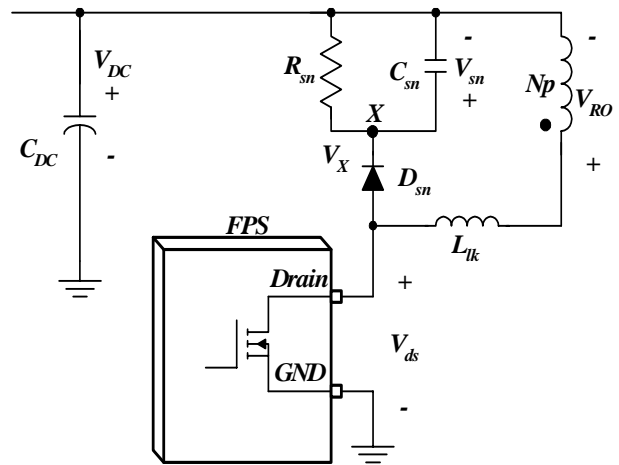 V_DC
+
C_DC
-
R_sn
C_sn
-
V_sn
+
Np
-
V_RO
+
X
V_X
D_sn
L_lk
FPS
Drain
GND
+
V_ds
-